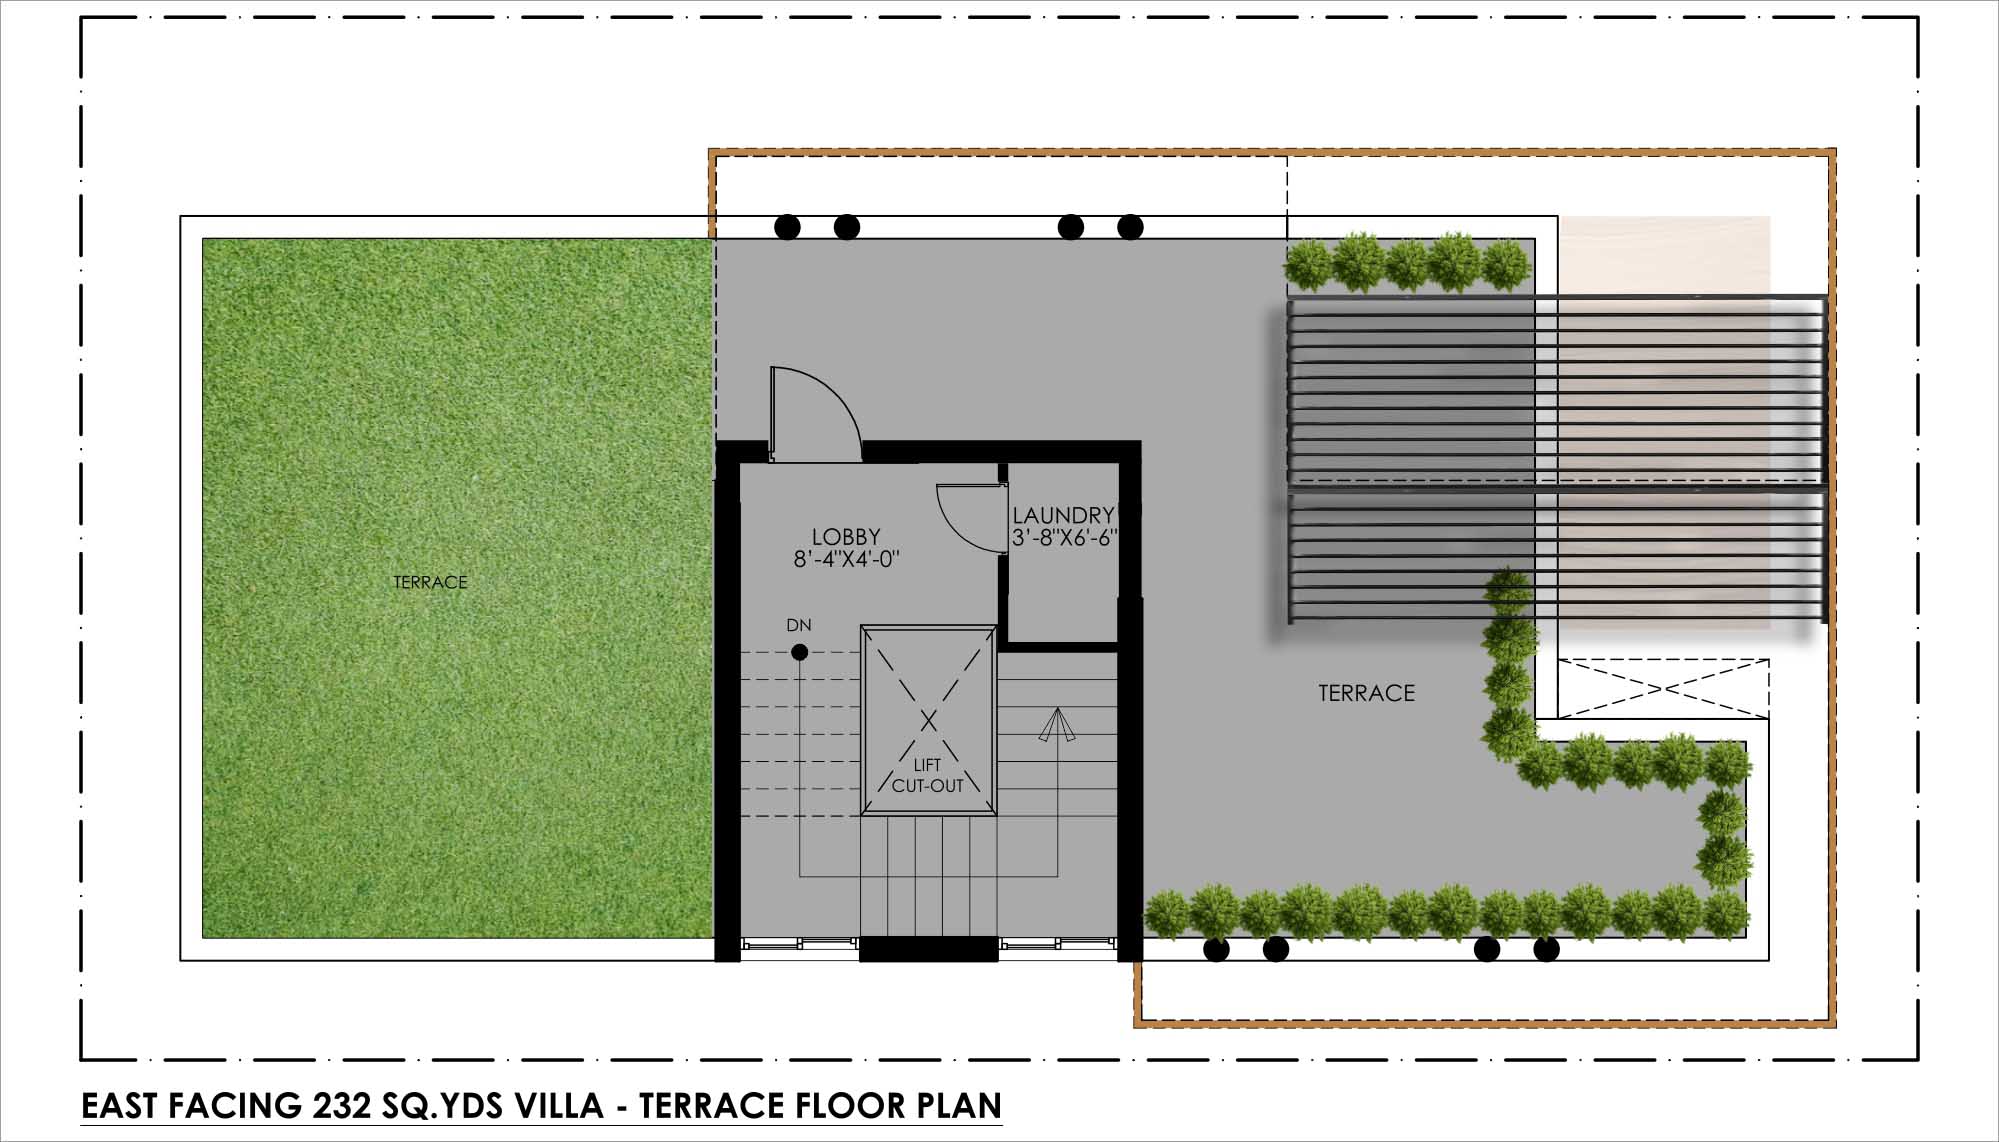 LOBBY
8'-4"X4'-0"
LAUNDRY
3'-8"X6'-6"
TERRACE
DN
TERRACE
LIFT
CUT-OUT
EAST FACING 232 SQ.YDS VILLA - TERRACE FLOOR PLAN